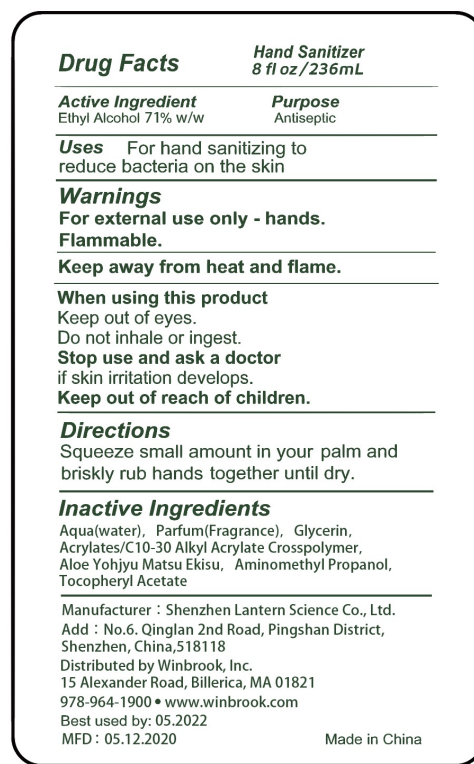 Drug Facts
Hand Sanitizer
8 fl oz/236mL
Active Ingredient Purpose
Ethyl Alcohol 71% w/w Antiseptic
Uses For hand sanitizing to
reduce bacteria on the skin
Warnings
For external use only - hands.
Flammable.
Keep away from heat and flame.
When using this product
Keep out of eyes.
Do not inhale or ingest.
Stop use and ask a doctor
if skin irritation develops.
Keep out of reach of children.
Directions
Squeeze small amount in your palm and
briskly rub hands together until dry.
Inactive Ingredients
Aqua(water), Parfum(Fragrance), Glycerin,
Acrylates/C10-30 Alkyl Acrylate Crosspolymer,
Aloe Yohjyu Matsu Ekisu, Aminomethyl Propanol,
Tocopheryl Acetate
Manufacturer：Shenzhen Lantern Science Co., Ltd.
Add：No.6. Qinglan 2nd Road, Pingshan District,
Shenzhen, China,518118
Distributed by Winbrook, Inc.
15 Alexander Road, Billerica, MA 01821
978-964-1900 • www.winbrook.com
Best used by: 05.2022
MFD：05.12.2020 Made in China